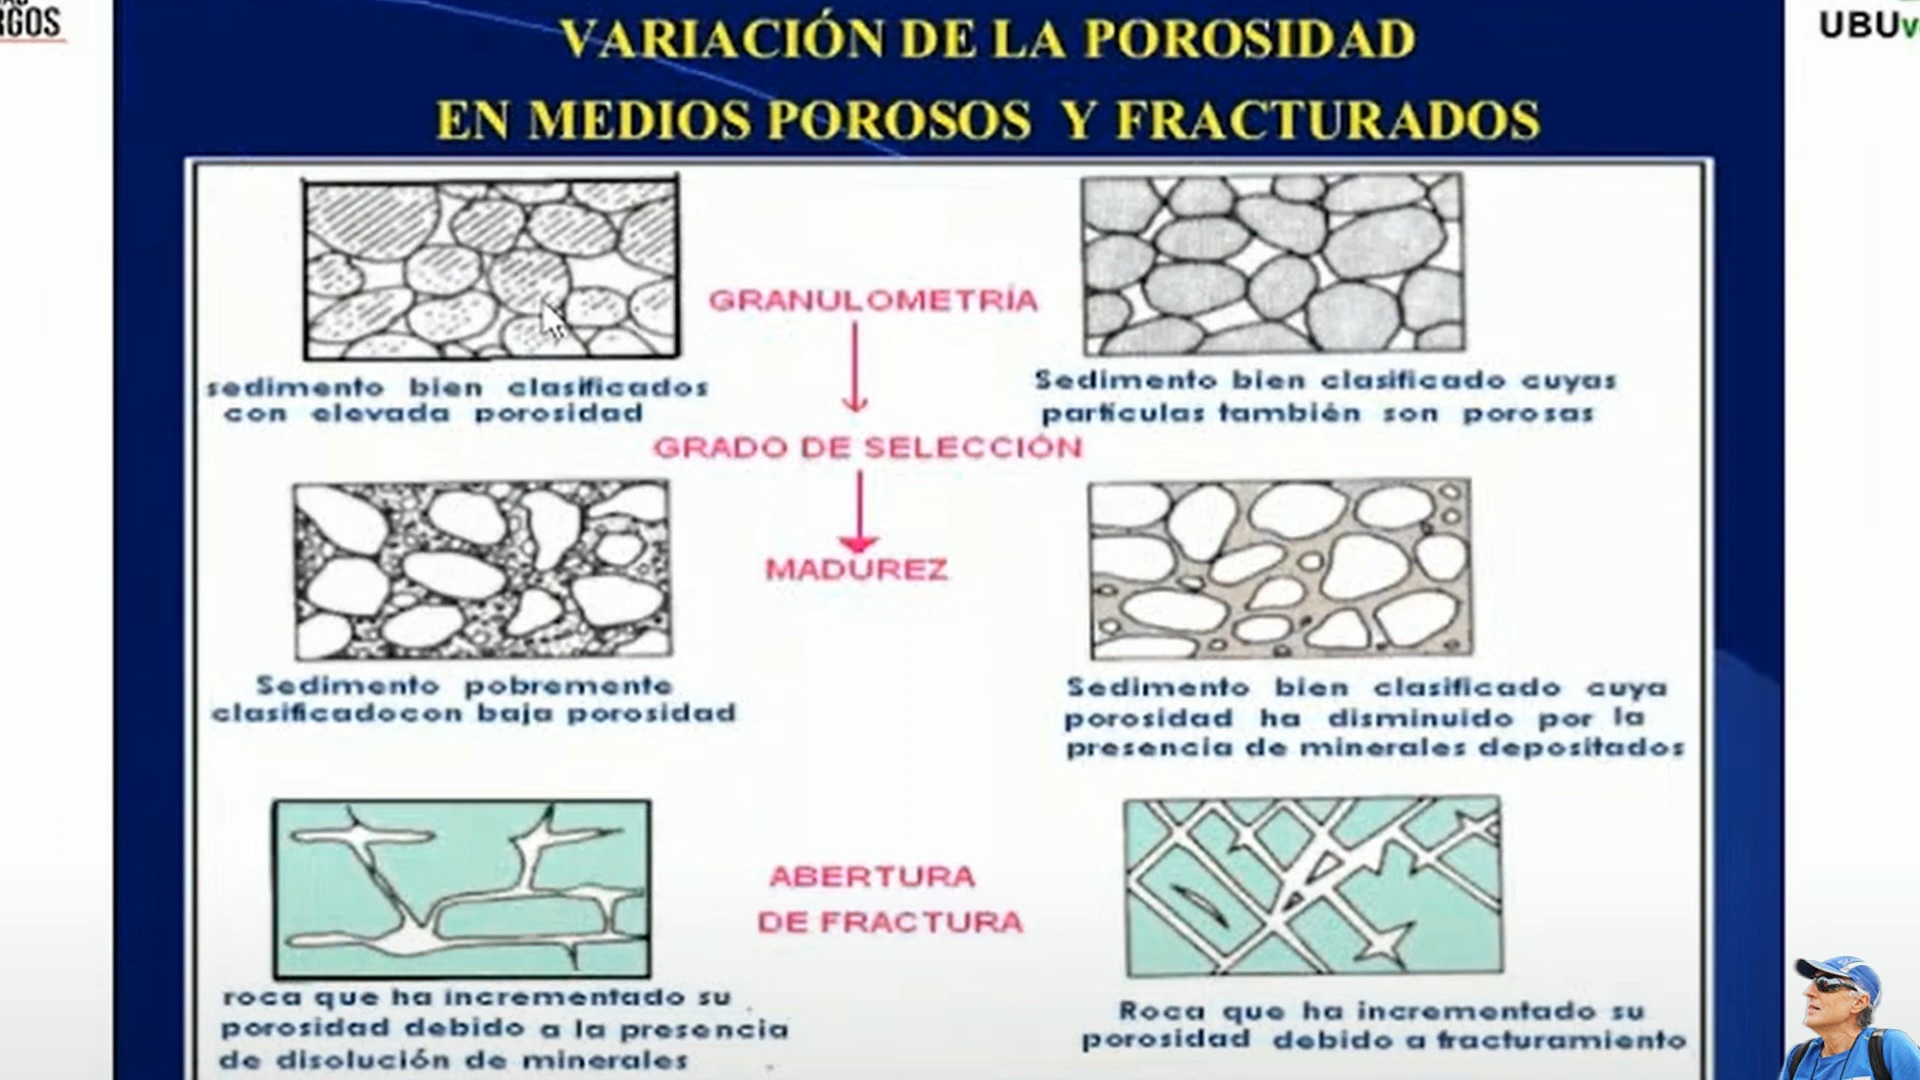 RGOS
UBUv
VARIACIÓN DE LA POROSIDAD
EN MEDIOS POROSOS Y FRACTURADOS
GRANULOMETRÍA
sedimento bien clasificados
con elevada porosidad
Sedimento bien clasificado cuyas
partículas también son porosas
GRADO DE SELECCIÓN
MADUREZ
Sedimento pobremente
clasificadocon baja porosidad
Sedimento bien clasificado cuya
porosidad ha disminuido por la
presencia de minerales depositados
ABERTURA
DE FRACTURA
roca que ha incrementado su
porosidad debido a la presencia
de disolución de minerales
Roca que ha incrementado su
porosidad debido a fracturamiento